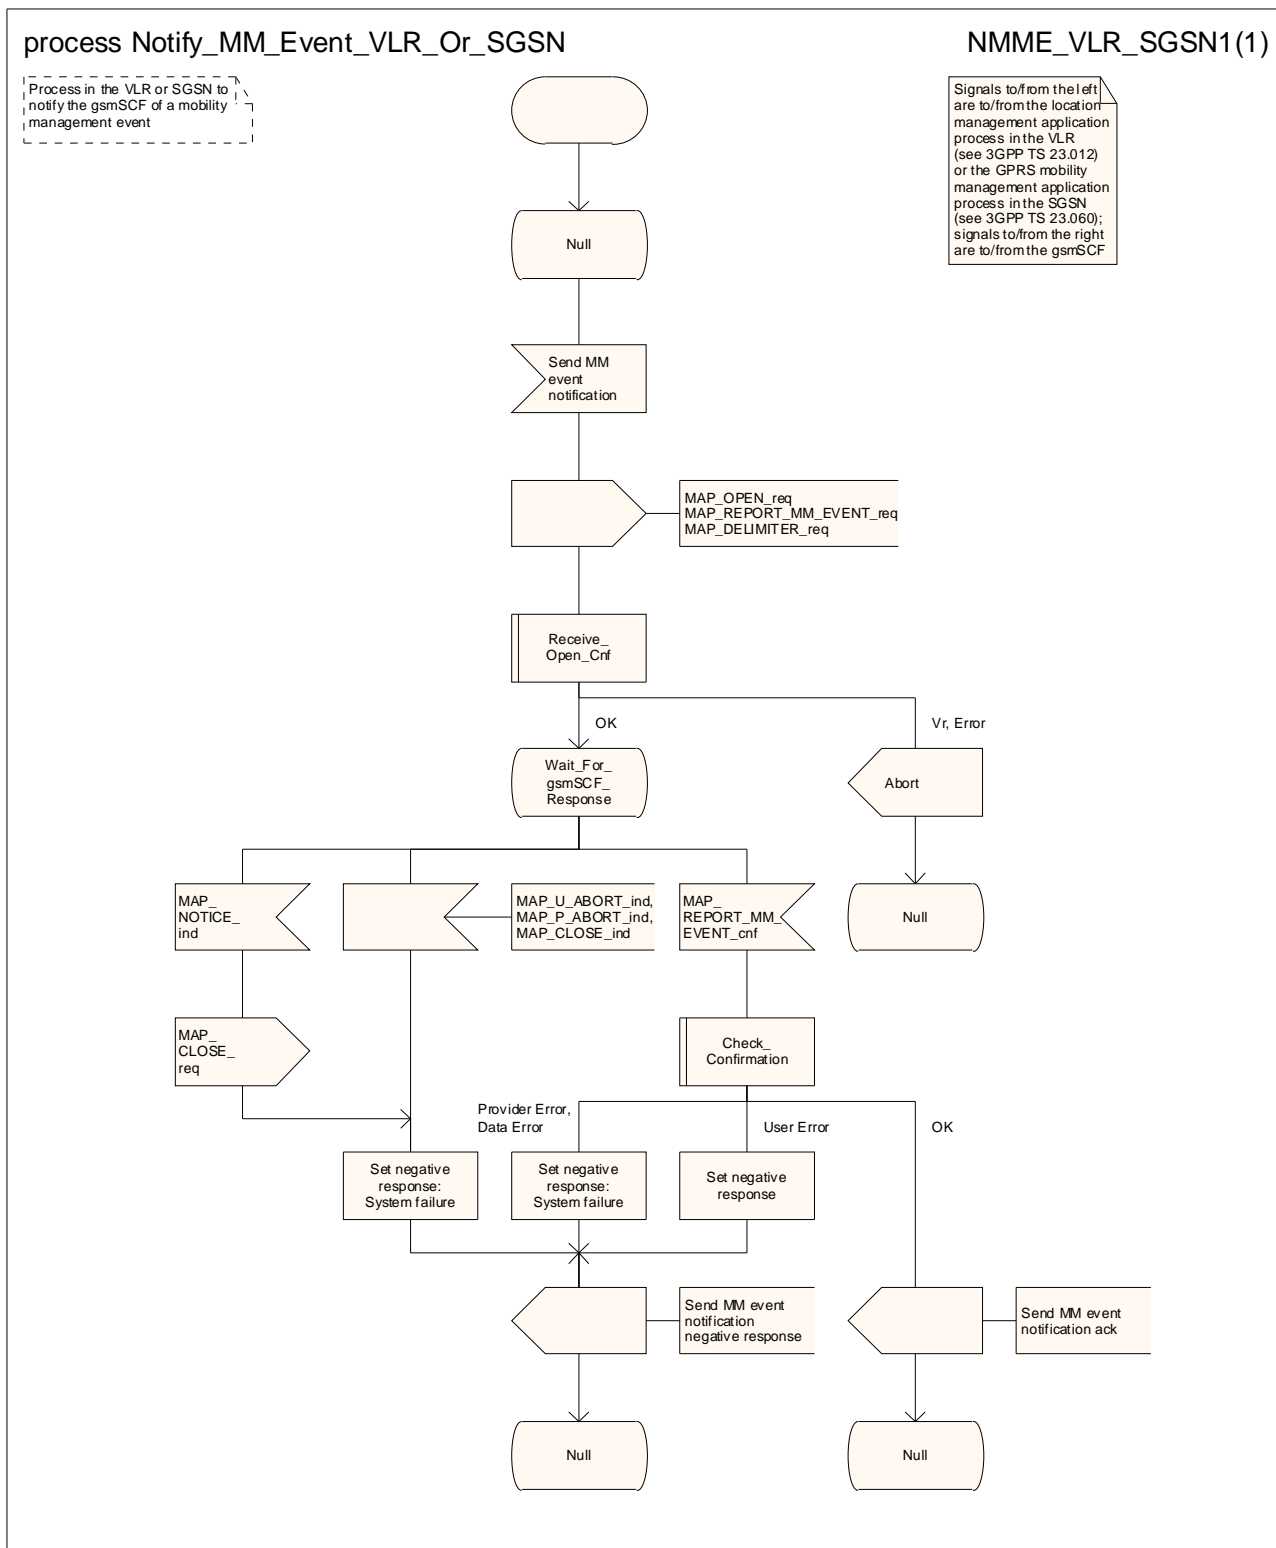 process Notify_MM_Event_VLR_Or_SGSN
NMME_VLR_SGSN1(1)
Process in the VLR or SGSN to
notify the gsmSCF of a mobility
management event
Signals to/from the left
are to/from the location
management application
process in the VLR
(see 3GPP TS 23.012)
or the GPRS mobility
management application
process in the SGSN
(see 3GPP TS 23.060);
signals to/from the right
are to/from the gsmSCF
Null
Send MM
event
notification
MAP_OPEN_req
MAP_REPORT_MM_EVENT_req
MAP_DELIMITER_req
Receive_
Open_Cnf
OK
Vr, Error
Wait_For_
gsmSCF_
Response
Abort
MAP_
NOTICE_
ind
MAP_U_ABORT_ind,
MAP_P_ABORT_ind,
MAP_CLOSE_ind
MAP_
REPORT_MM_
EVENT_cnf
Null
MAP_
CLOSE_
req
Check_
Confirmation
Provider Error,
Data Error
User Error
OK
Set negative
response:
System failure
Set negative
response:
System failure
Set negative
response
Send MM event
notification
negative response
Send MM event
notification ack
Null
Null